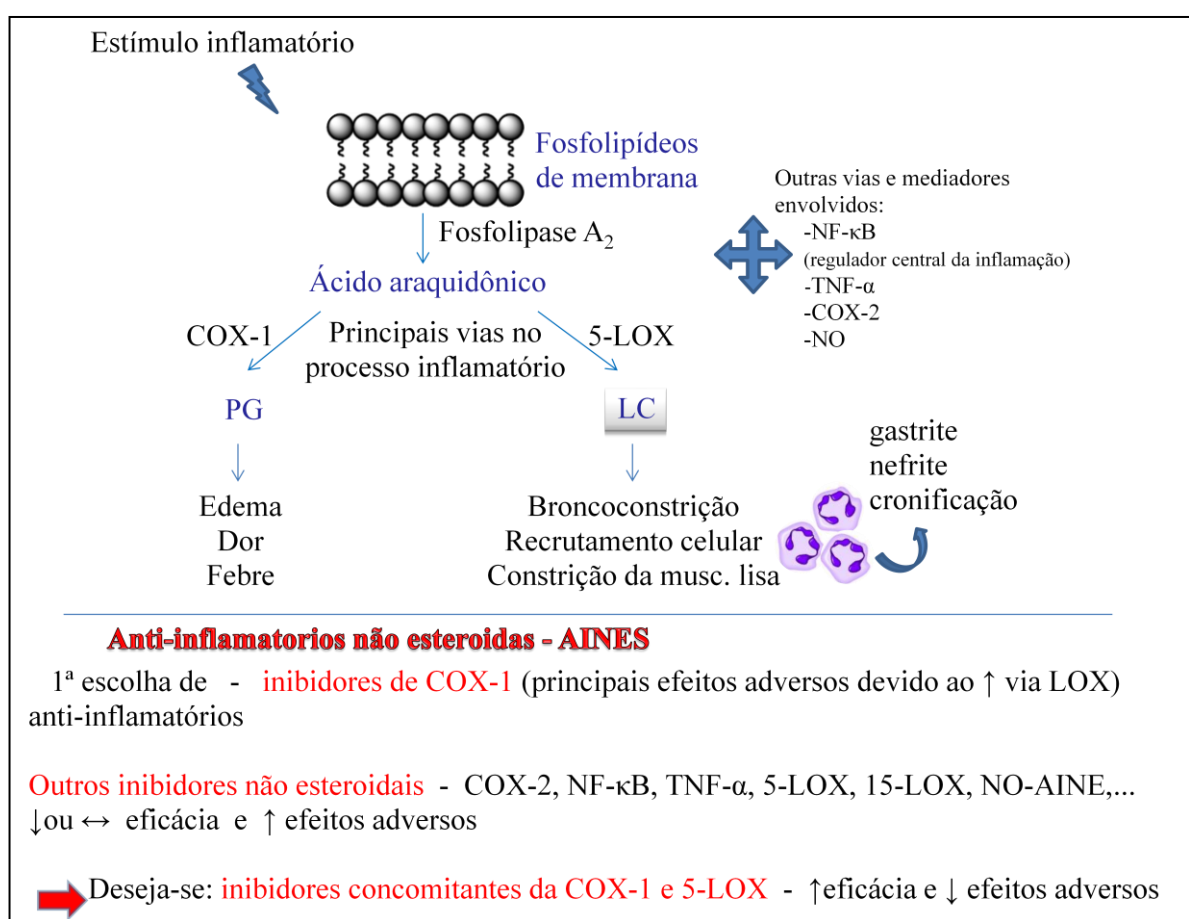 Estímulo inflamatório
Fosfolipídeos
de membrana
Fosfolipase A₂
Outras vias e mediadores
envolvidos:
-NF-κB
(regulador central da inflamação)
-TNF-α
-COX-2
-NO
Ácido araquidônico
COX-1
Principais vias no
processo inflamatório
5-LOX
PG
LC
Edema
Dor
Febre
Broncoconstrição
Recrutamento celular
Constrição da musc. lisa
gastrite
nefrite
cronificação
Anti-inflamatorios não esteroidas - AINES
1ª escolha de - inibidores de COX-1 (principais efeitos adversos devido ao ↑ via LOX)
anti-inflamatórios
Outros inibidores não esteroidais - COX-2, NF-κB, TNF-α, 5-LOX, 15-LOX, NO-AINE,...
↓ou ↔ eficácia e ↑ efeitos adversos
Deseja-se: inibidores concomitantes da COX-1 e 5-LOX - ↑eficácia e ↓ efeitos adversos